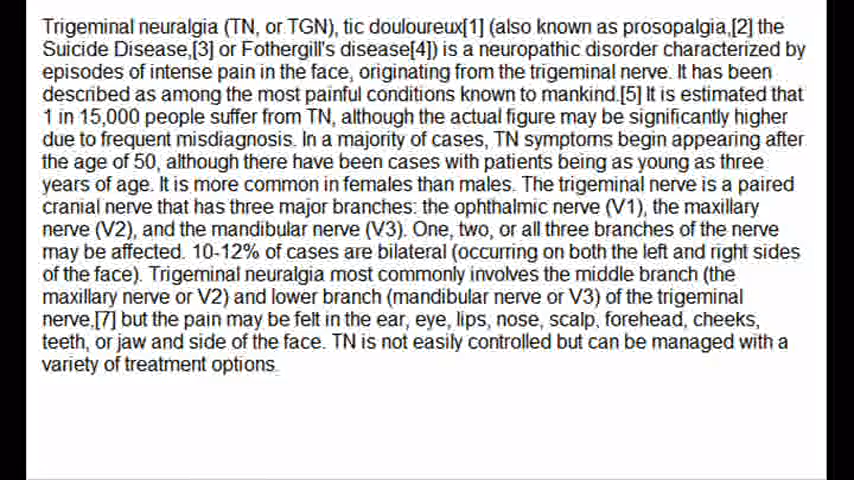 Trigeminal neuralgia (TN, or TGN), tic douloureux[1] (also known as prosopalgia,[2] the
Suicide Disease,[3] or Fothergill's disease[4]) is a neuropathic disorder characterized by
episodes of intense pain in the face, originating from the trigeminal nerve. It has been
described as among the most painful conditions known to mankind.[5] It is estimated that
1 in 15,000 people suffer from TN, although the actual figure may be significantly higher
due to frequent misdiagnosis. In a majority of cases, TN symptoms begin appearing after
the age of 50, although there have been cases with patients being as young as three
years of age. It is more common in females than males. The trigeminal nerve is a paired
cranial nerve that has three major branches: the ophthalmic nerve (V1), the maxillary
nerve (V2), and the mandibular nerve (V3). One, two, or all three branches of the nerve
may be affected. 10-12% of cases are bilateral (occurring on both the left and right sides
of the face). Trigeminal neuralgia most commonly involves the middle branch (the
maxillary nerve or V2) and lower branch (mandibular nerve or V3) of the trigeminal
nerve,[7] but the pain may be felt in the ear, eye, lips, nose, scalp, forehead, cheeks,
teeth, or jaw and side of the face. TN is not easily controlled but can be managed with a
variety of treatment options.